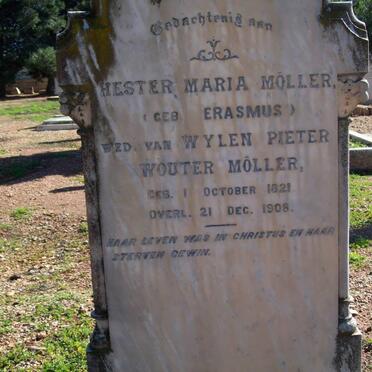 Gedachtenis aan
HESTER MARIA MÖLLER,
(GEB. ERASMUS)
WED. VAN WYLEN PIETER
WOUTER MÖLLER,
GEB. 1 OCTOBER 1821.
OVERL. 21 DEC. 1908.
HAAR LEVEN WAS IN CHRISTUS EN HAAR
STERVEN GEWIN.